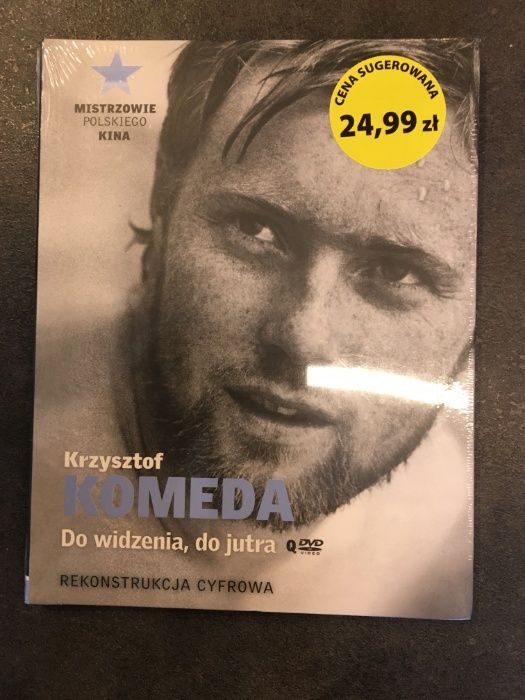 MISTRZOWIE
POLSKIEGO
KINA
CENA SUGEROWANA
24,99 zł
Krzysztof
KOMEDA
Do widzenia, do jutra
Q DVD
VIDEO
REKONSTRUKCJA CYFROWA